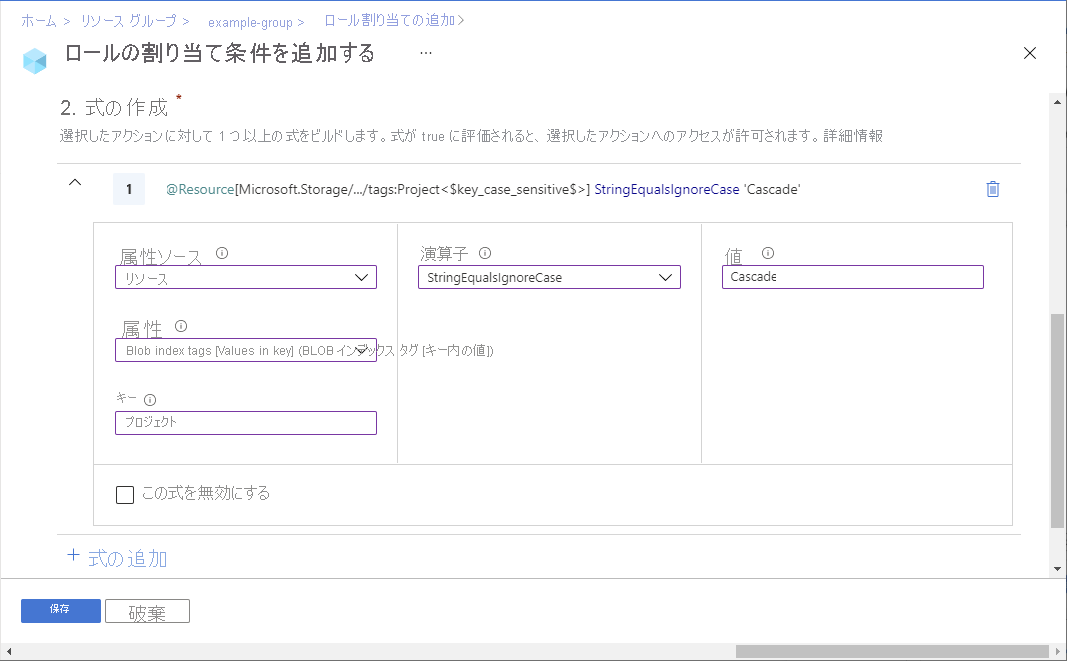 ホーム > リソース グループ > example-group > ロール割り当ての追加 >
ロールの割り当て条件を追加する ...
2. 式の作成 *
選択したアクションに対して 1 つ以上の式をビルドします。式が true に評価されると、選択したアクションへのアクセスが許可されます。詳細情報
1 @Resource[Microsoft.Storage/.../tags:Project<$key_case_sensitive$>] StringEqualsIgnoreCase 'Cascade'
属性ソース 演算子 値
リソース StringEqualsIgnoreCase Cascade
属性
Blob index tags [Values in key] (BLOB インデックス タグ [キー内の値])
キー
プロジェクト
この式を無効にする
+ 式の追加
保存 破棄